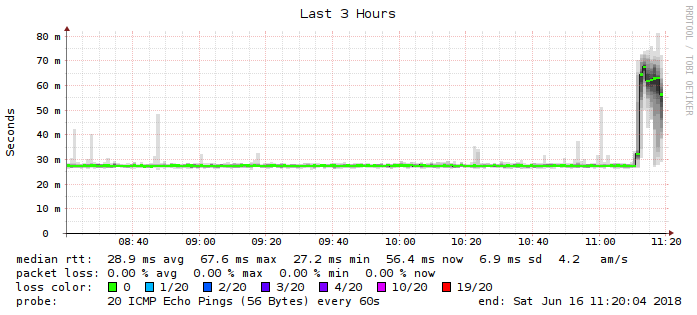 Last 3 Hours
RRDTOOL / TOBI OETIKER
Seconds
80 m
70 m
60 m
50 m
40 m
30 m
20 m
10 m
0
08:40 09:00 09:20 09:40 10:00 10:20 10:40 11:00 11:20
median rtt: 28.9 ms avg 67.6 ms max 27.2 ms min 56.4 ms now 6.9 ms sd 4.2 am/s
packet loss: 0.00 % avg 0.00 % max 0.00 % min 0.00 % now
loss color: 0 1/20 2/20 3/20 4/20 10/20 19/20
probe: 20 ICMP Echo Pings (56 Bytes) every 60s end: Sat Jun 16 11:20:04 2018